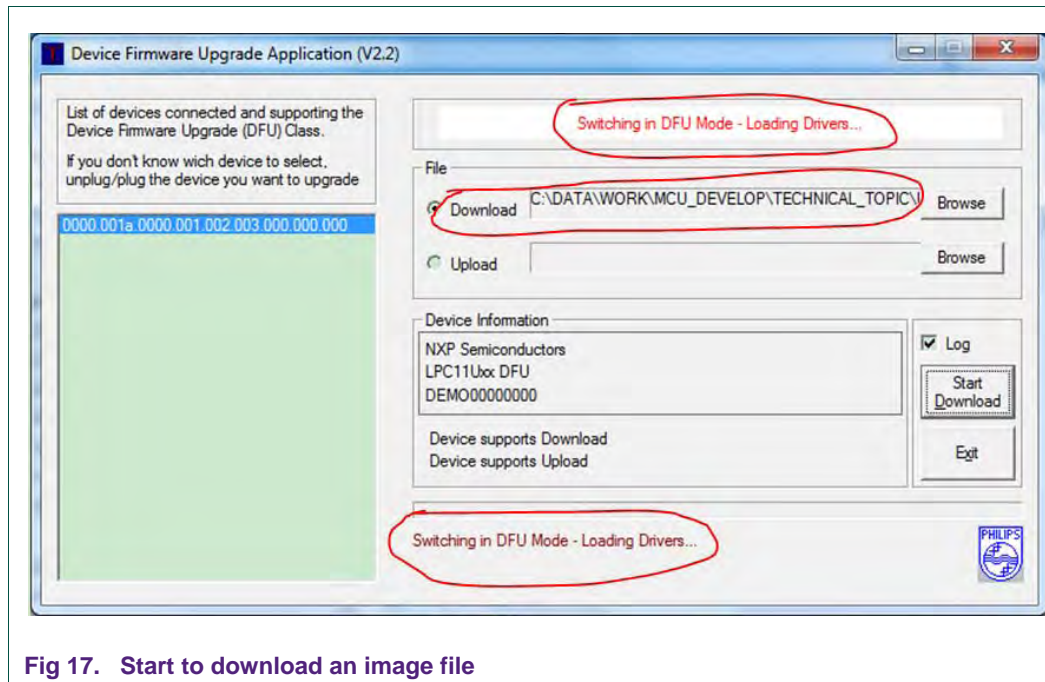 Device Firmware Upgrade Application (V2.2)
List of devices connected and supporting the
Device Firmware Upgrade (DFU) Class.
If you don't know wich device to select,
unplug/plug the device you want to upgrade
0000.001a.0000.001.002.003.000.000.000
Switching in DFU Mode - Loading Drivers...
File
Download C:\DATA\WORK\MCU_DEVELOP\TECHNICAL_TOPIC\ Browse
Upload Browse
Device Information
NXP Semiconductors
LPC11Uxx DFU
DEMO00000000
Device supports Download
Device supports Upload
Log
Start
Download
Exit
Switching in DFU Mode - Loading Drivers...
PHILIPS
Fig 17. Start to download an image file